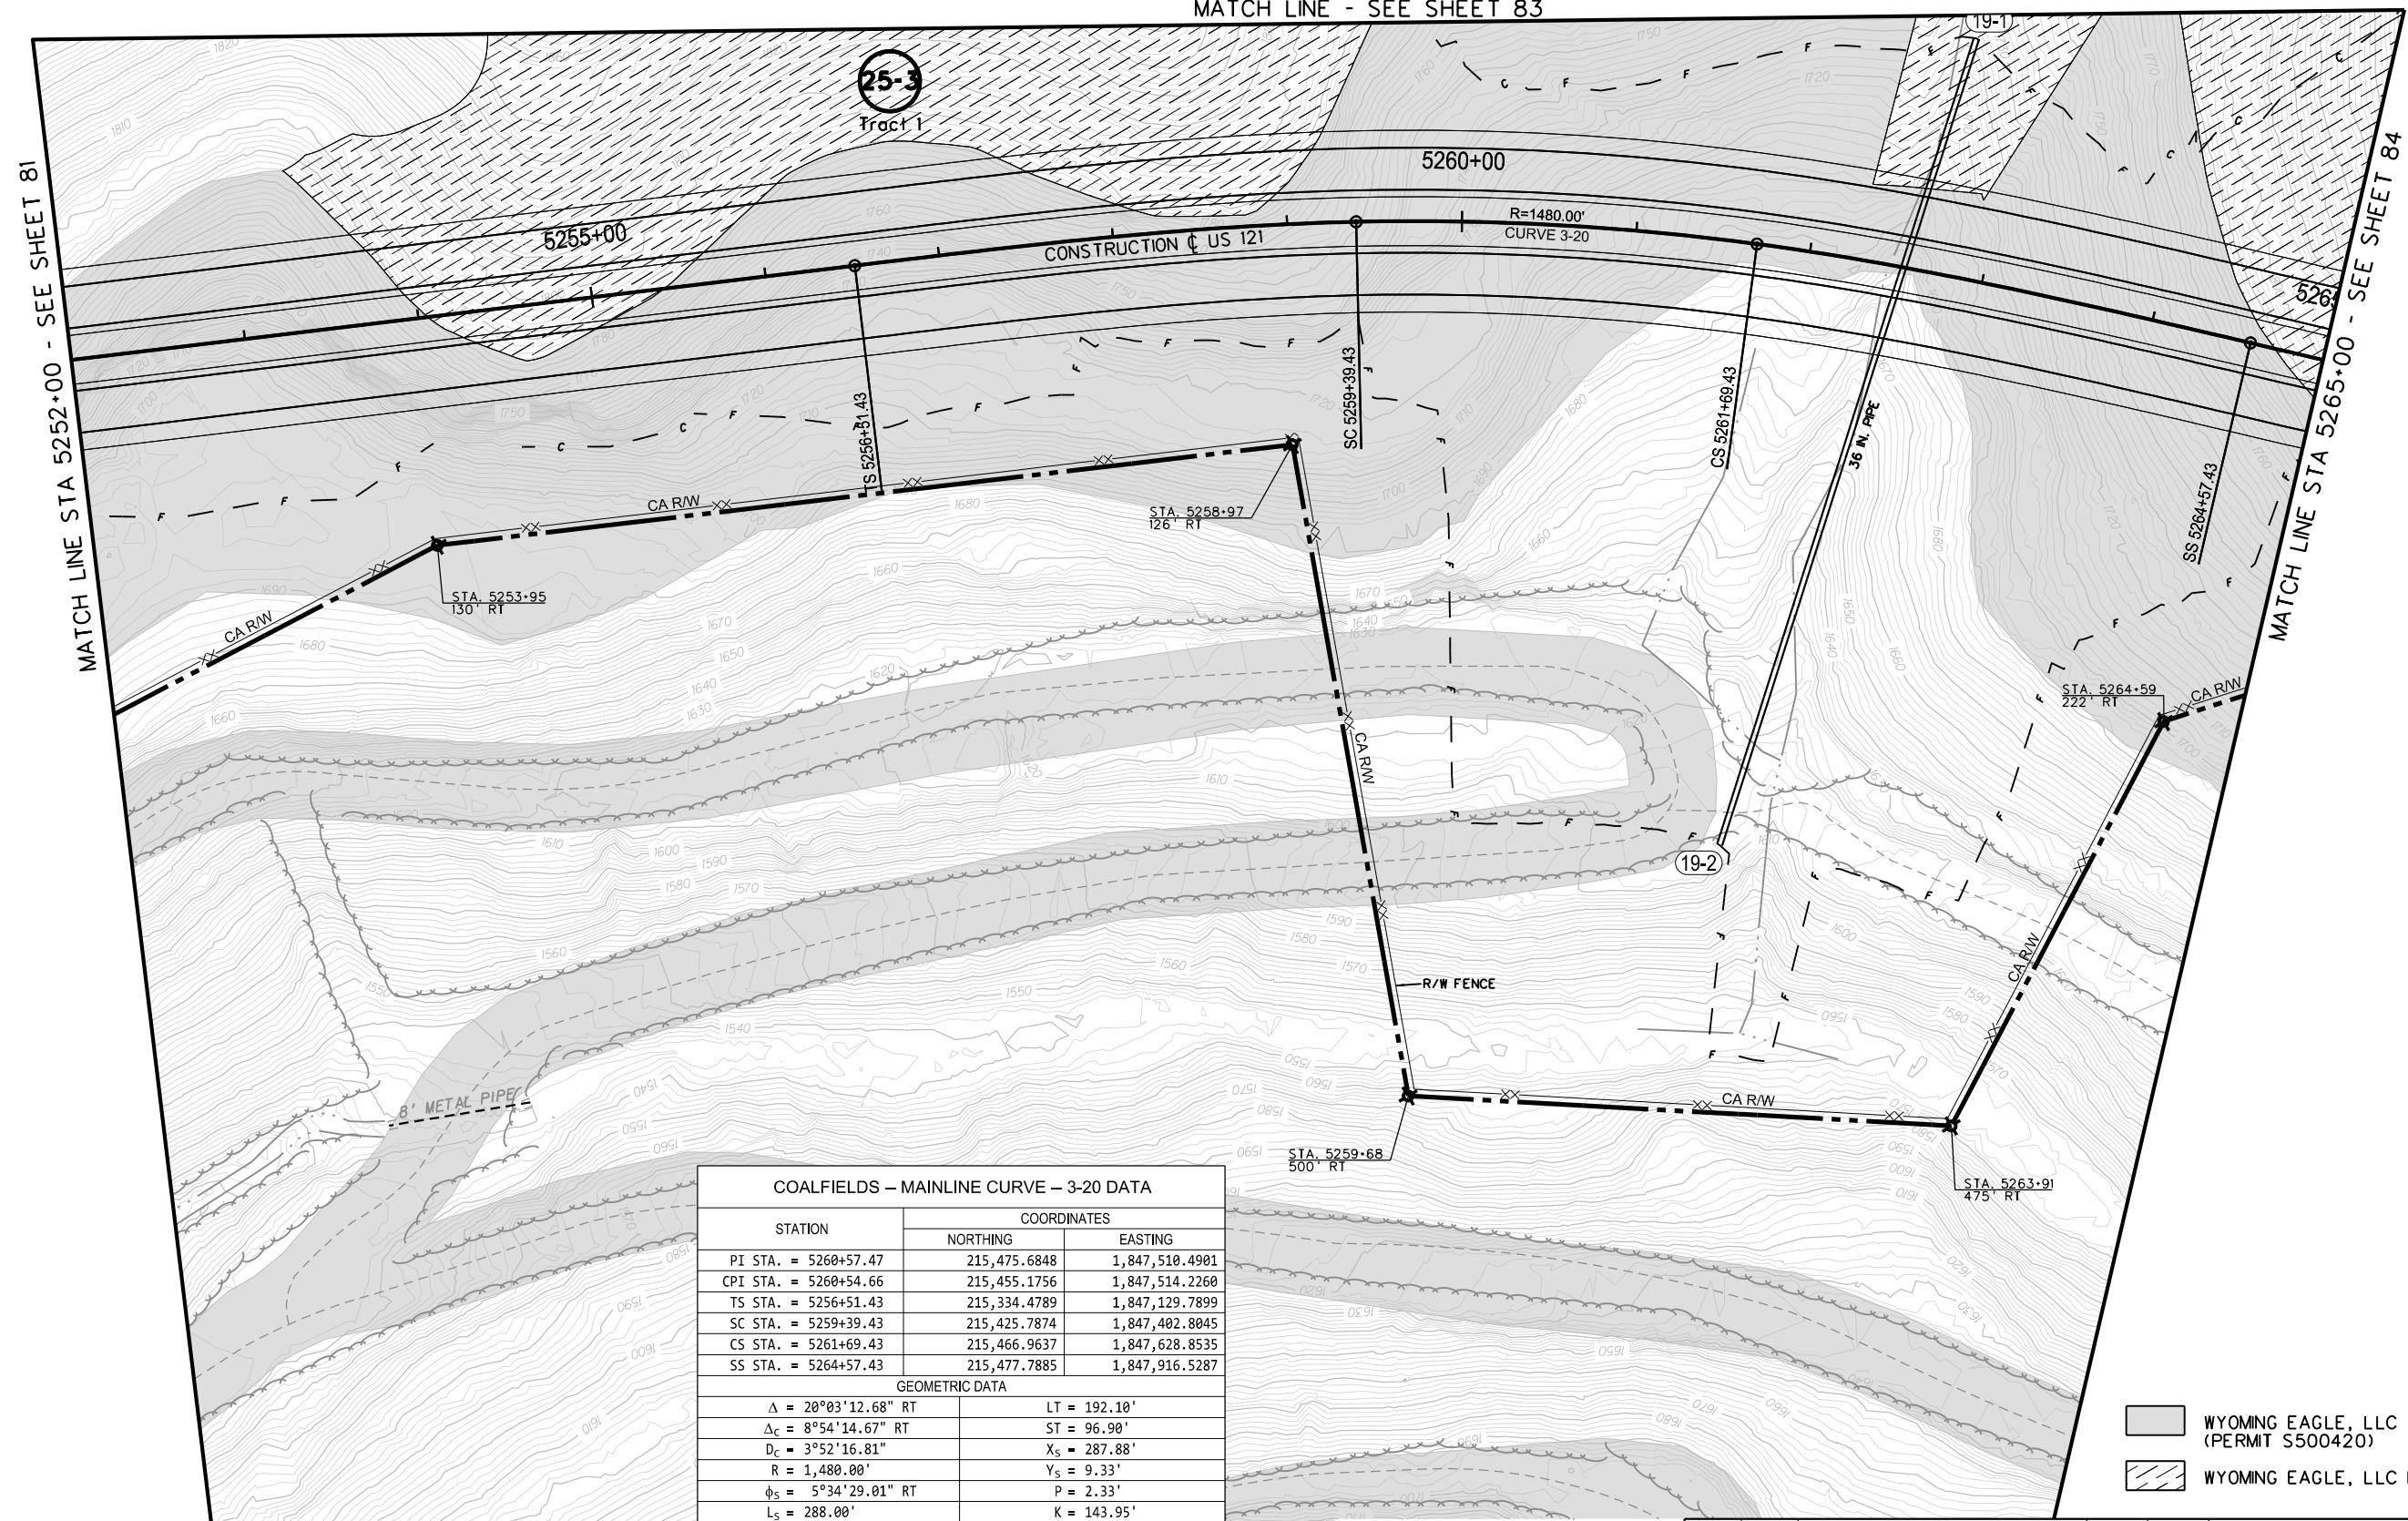 MATCH LINE - SEE SHEET 83
MATCH LINE STA 5252+00 - SEE SHEET 81
MATCH LINE STA 5265+00 - SEE SHEET 84
25-3
Tract 1
19-1
5255+00
5260+00
CONSTRUCTION ℄ US 121
R=1480.00'
CURVE 3-20
TS 5256+51.43
SC 5259+39.43
CS 5261+69.43
SS 5264+57.43
36 IN. PIPE
CA R/W
CA R/W
STA. 5253+95
130' RT
STA. 5258+97
126' RT
CA R/W
R/W FENCE
19-2
STA. 5264+59
222' RT
CA R/W
CA R/W
CA R/W
STA. 5259+68
500' RT
STA. 5263+91
475' RT
8' METAL PIPE
COALFIELDS – MAINLINE CURVE – 3-20 DATA
STATION COORDINATES
NORTHING EASTING
PI STA. = 5260+57.47 215,475.6848 1,847,510.4901
CPI STA. = 5260+54.66 215,455.1756 1,847,514.2260
TS STA. = 5256+51.43 215,334.4789 1,847,129.7899
SC STA. = 5259+39.43 215,425.7874 1,847,402.8045
CS STA. = 5261+69.43 215,466.9637 1,847,628.8535
SS STA. = 5264+57.43 215,477.7885 1,847,916.5287
GEOMETRIC DATA
Δ = 20°03'12.68" RT LT = 192.10'
Δc = 8°54'14.67" RT ST = 96.90'
Dc = 3°52'16.81" Xs = 287.88'
R = 1,480.00' Ys = 9.33'
φs = 5°34'29.01" RT P = 2.33'
Ls = 288.00' K = 143.95'
WYOMING EAGLE, LLC
(PERMIT S500420)
WYOMING EAGLE, LLC